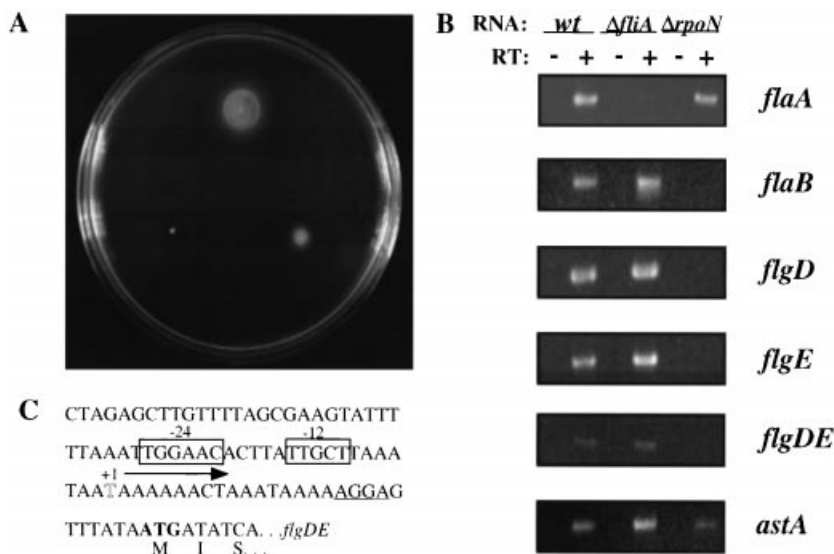 A
B
RNA: wt ΔfliA ΔrpoN
RT: - + - + - +
flaA
flaB
flgD
flgE
flgDE
astA
C
CTAGAGCTTGTTTTAGCGAAGTATTT
-24 -12
TTAAATTGGAACACTTATTGCTTAAA
+1
TAATAAAAAACTAAATAAAAAGGAG
TTTATAATGATATCA. . .flgDE
M I S. . .